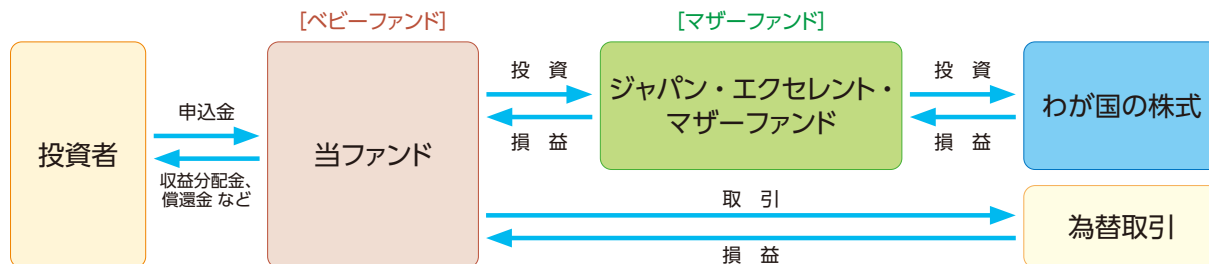 [ベビーファンド]
[マザーファンド]
投資者
申込金
収益分配金、
償還金 など
当ファンド
投 資
損 益
ジャパン・エクセレント・
マザーファンド
投 資
損 益
わが国の株式
取 引
損 益
為替取引